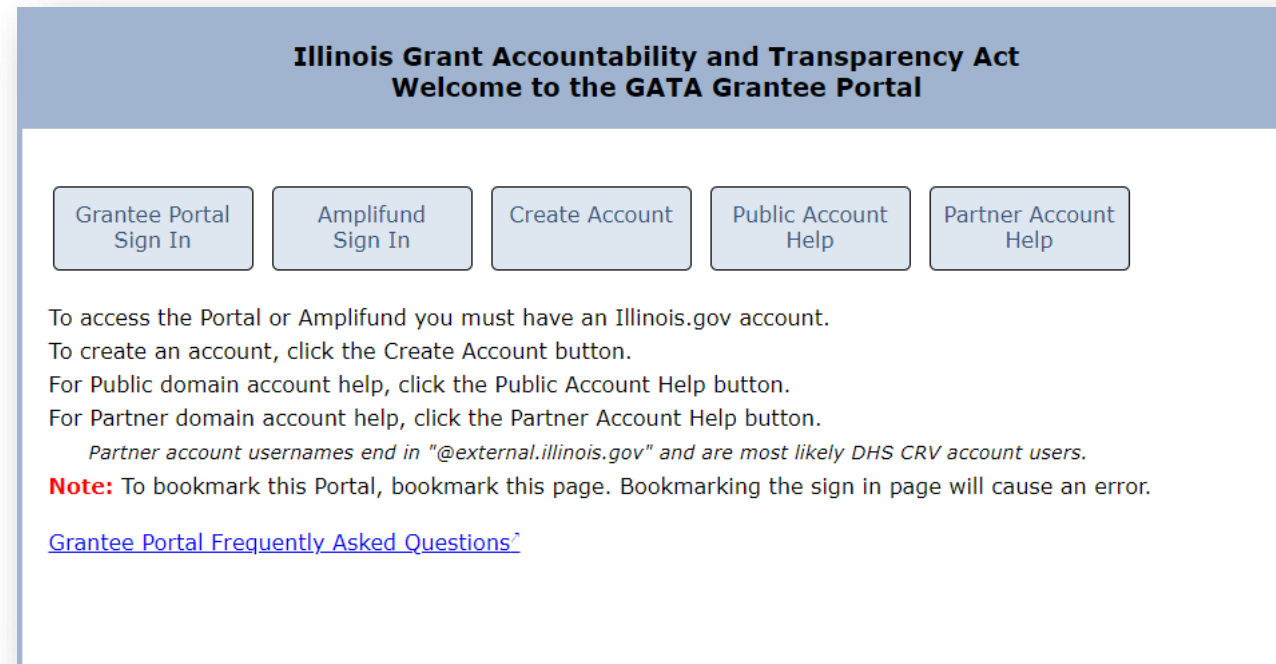 Illinois Grant Accountability and Transparency Act
Welcome to the GATA Grantee Portal
Grantee Portal
Sign In
Amplifund
Sign In
Create Account
Public Account
Help
Partner Account
Help
To access the Portal or Amplifund you must have an Illinois.gov account.
To create an account, click the Create Account button.
For Public domain account help, click the Public Account Help button.
For Partner domain account help, click the Partner Account Help button.
Partner account usernames end in "@external.illinois.gov" and are most likely DHS CRV account users.
Note: To bookmark this Portal, bookmark this page. Bookmarking the sign in page will cause an error.
Grantee Portal Frequently Asked Questions